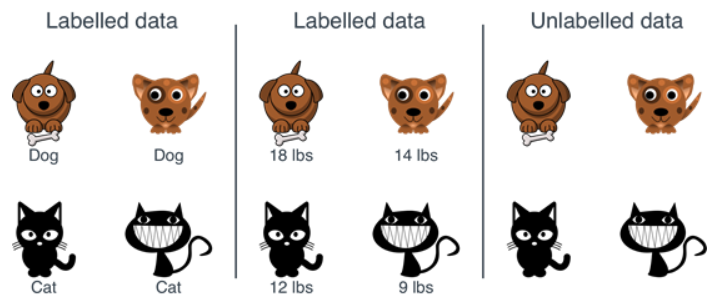 Labelled data
Dog
Dog
Cat
Cat
Labelled data
18 lbs
14 lbs
12 lbs
9 lbs
Unlabelled data